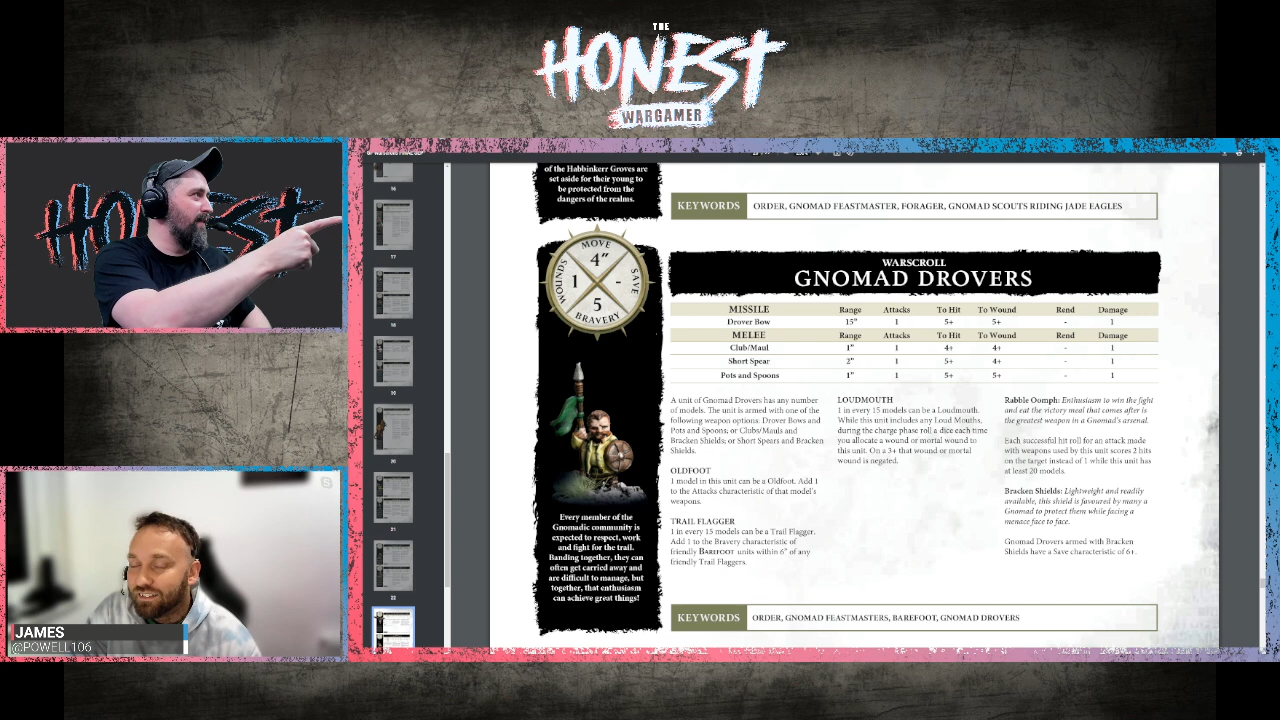 THE
HONEST
WARGAMER
HONEST
JAMES
@POWELL106
16
17
18
19
20
21
22
of the Habbinkerr Groves are
set aside for their young to
be protected from the
dangers of the realms.
KEYWORDS ORDER, GNOMAD FEASTMASTER, FORAGER, GNOMAD SCOUTS RIDING JADE EAGLES
MOVE
4"
WOUNDS 1 - SAVE
5
BRAVERY
WARSCROLL
GNOMAD DROVERS
MISSILE Range Attacks To Hit To Wound Rend Damage
Drover Bow 15" 1 5+ 5+ - 1
MELEE Range Attacks To Hit To Wound Rend Damage
Club/Maul 1" 1 4+ 4+ - 1
Short Spear 2" 1 5+ 4+ - 1
Pots and Spoons 1" 1 5+ 5+ - 1
Every member of the
Gnomadic community is
expected to respect, work
and fight for the trail.
Banding together, they can
often get carried away and
are difficult to manage, but
together, that enthusiasm
can achieve great things!
A unit of Gnomad Drovers has any number
of models. The unit is armed with one of the
following weapon options: Drover Bows and
Pots and Spoons; or Clubs/Mauls and
Bracken Shields; or Short Spears and Bracken
Shields.
OLDFOOT
1 model in this unit can be a Oldfoot. Add 1
to the Attacks characteristic of that model's
weapons.
TRAIL FLAGGER
1 in every 15 models can be a Trail Flagger.
Add 1 to the Bravery characteristic of
friendly BAREFOOT units within 6" of any
friendly Trail Flaggers.
LOUDMOUTH
1 in every 15 models can be a Loudmouth.
While this unit includes any Loud Mouths,
during the charge phase roll a dice each time
you allocate a wound or mortal wound to
this unit. On a 3+ that wound or mortal
wound is negated.
Rabble Oomph: Enthusiasm to win the fight
and eat the victory meal that comes after is
the greatest weapon in a Gnomad's arsenal.
Each successful hit roll for an attack made
with weapons used by this unit scores 2 hits
on the target instead of 1 while this unit has
at least 20 models.
Bracken Shields: Lightweight and readily
available, this shield is favoured by many a
Gnomad to protect them while facing a
menace face to face.
Gnomad Drovers armed with Bracken
Shields have a Save characteristic of 6+.
KEYWORDS ORDER, GNOMAD FEASTMASTERS, BAREFOOT, GNOMAD DROVERS